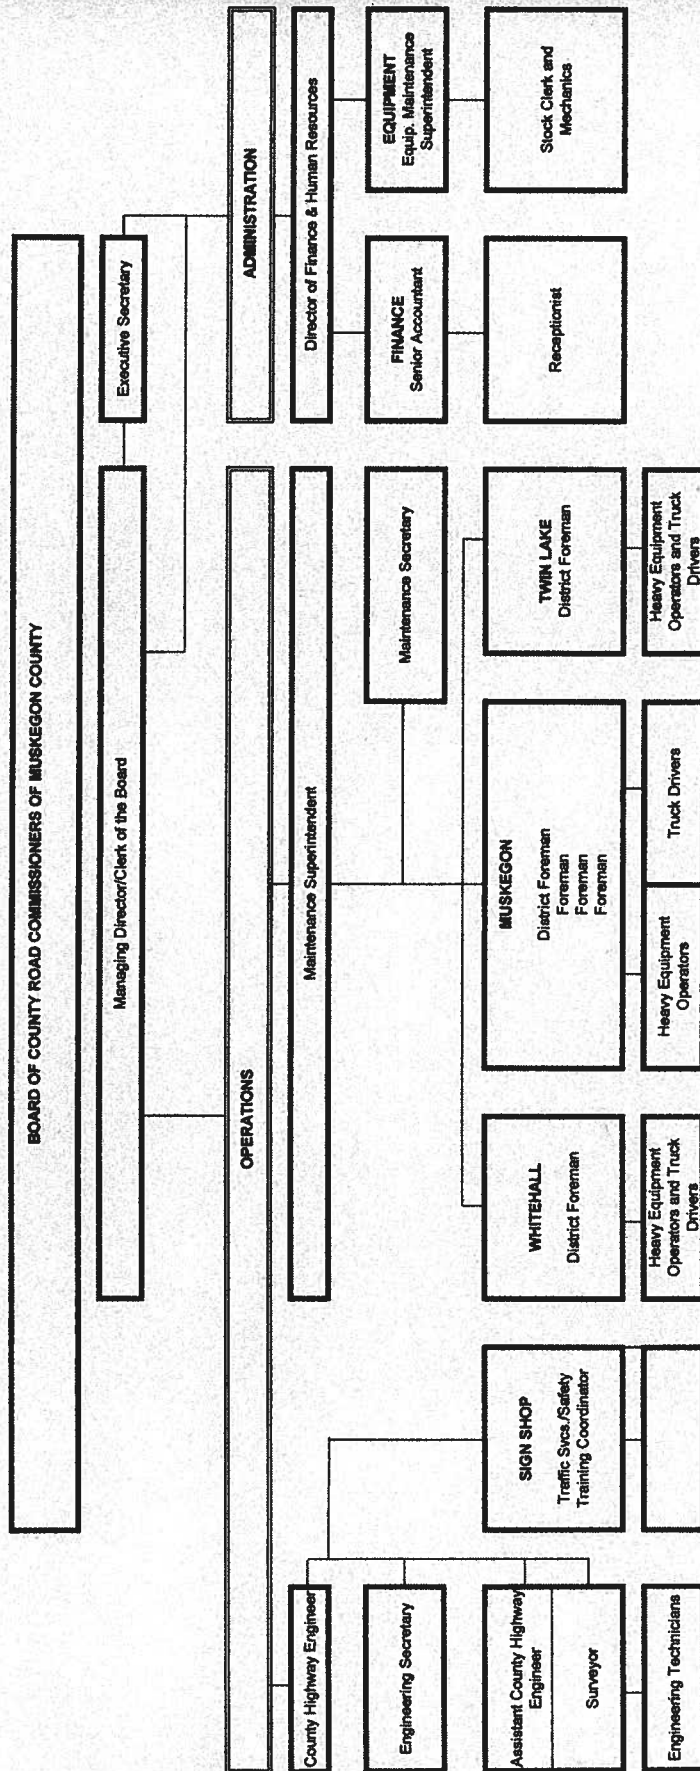 BOARD OF COUNTY ROAD COMMISSIONERS OF MUSKEGON COUNTY
Managing Director/Clerk of the Board
Executive Secretary
OPERATIONS
ADMINISTRATION
County Highway Engineer
Maintenance Superintendent
Director of Finance & Human Resources
Engineering Secretary
Maintenance Secretary
FINANCE
Senior Accountant
EQUIPMENT
Equip. Maintenance
Superintendent
Assistant County Highway
Engineer
Surveyor
SIGN SHOP
Traffic Svcs./Safety
Training Coordinator
WHITEHALL
District Foreman
MUSKEGON
District Foreman
Foreman
Foreman
Foreman
TWIN LAKE
District Foreman
Receptionist
Stock Clerk and
Mechanics
Engineering Technicians
Heavy Equipment
Operators and Truck
Drivers
Heavy Equipment
Operators
Truck Drivers
Heavy Equipment
Operators and Truck
Drivers